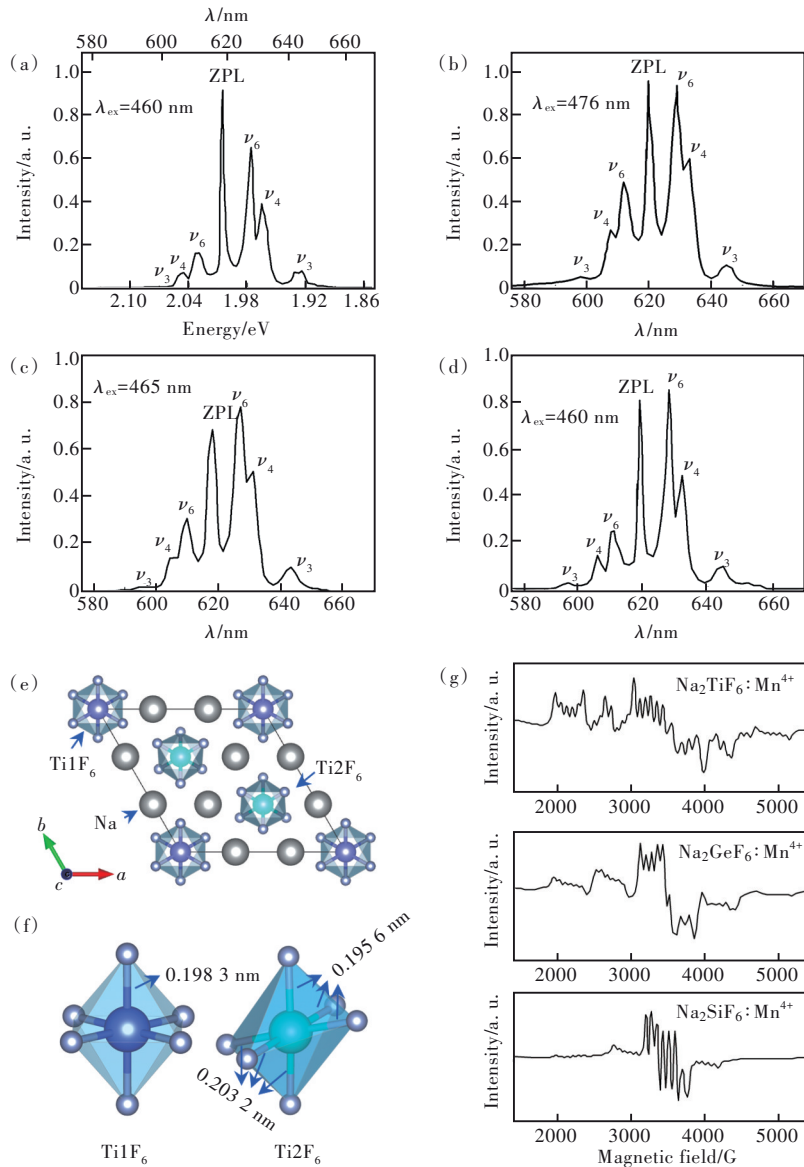 λ/nm
580 600 620 640 660
(a)
ZPL
λex=460 nm
ν6
ν4
ν3 ν4 ν6
ν3
1.0
0.8
0.6
0.4
0.2
0
Intensity/a. u.
2.10 2.04 1.98 1.92 1.86
Energy/eV
(b)
ZPL
λex=476 nm
ν6
ν4
ν6
ν4
ν3
ν3
1.0
0.8
0.6
0.4
0.2
0
Intensity/a. u.
580 600 620 640 660
λ/nm
(c)
λex=465 nm
ZPL
ν6
ν4
ν6
ν4
ν3
ν3
1.0
0.8
0.6
0.4
0.2
0
Intensity/a. u.
580 600 620 640 660
λ/nm
(d)
ZPL
ν6
λex=460 nm
ν4
ν6
ν4
ν3
ν3
1.0
0.8
0.6
0.4
0.2
0
Intensity/a. u.
580 600 620 640 660
λ/nm
(e)
Ti1F6
Ti2F6
Na
b
c
a
(f)
0.198 3 nm
0.195 6 nm
0.203 2 nm
Ti1F6
Ti2F6
(g)
Na2TiF6:Mn4+
Intensity/a. u.
2000 3000 4000 5000
Na2GeF6:Mn4+
Intensity/a. u.
2000 3000 4000 5000
Na2SiF6:Mn4+
Intensity/a. u.
2000 3000 4000 5000
Magnetic field/G